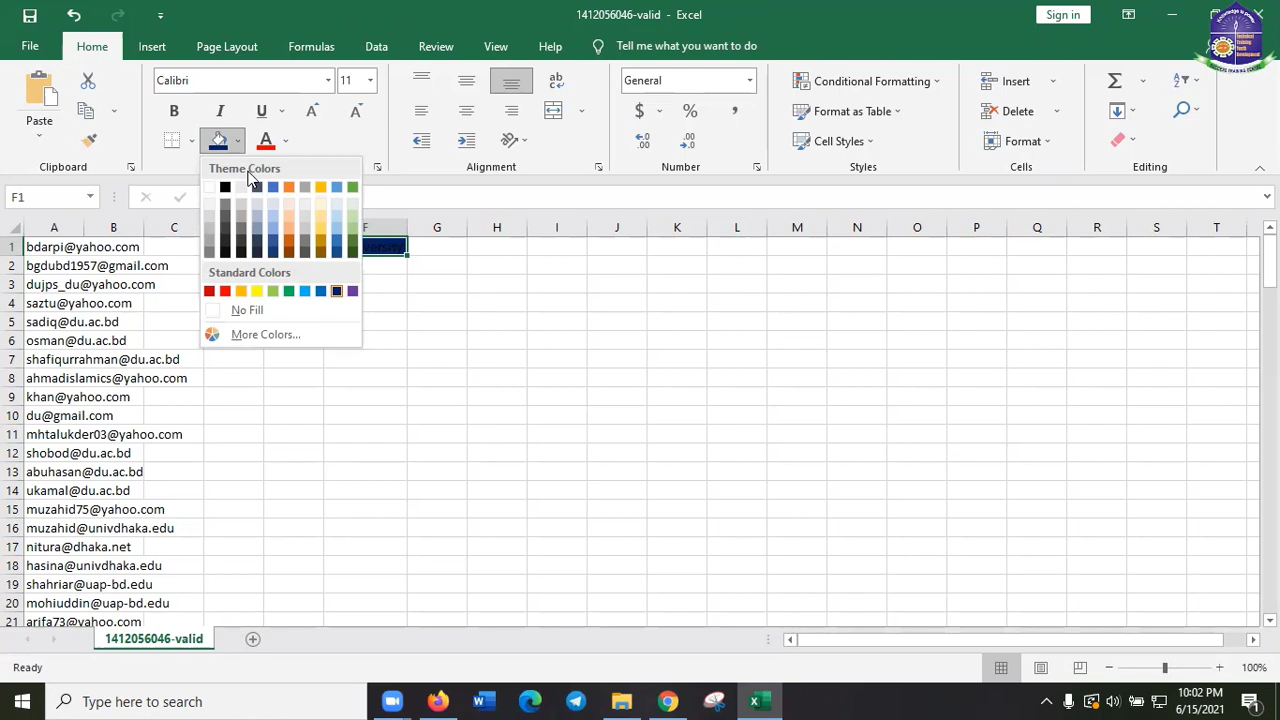 1412056046-valid - Excel
Sign in
File Home Insert Page Layout Formulas Data Review View Help Tell me what you want to do
Paste
Calibri 11
B I U
Theme Colors
Standard Colors
No Fill
More Colors...
General
$ % ,
Conditional Formatting
Format as Table
Cell Styles
Insert
Delete
Format
Clipboard Alignment Number Styles Cells Editing
F1
A B C F G H I J K L M N O P Q R S T
1 bdarpi@yahoo.com
2 bgdubd1957@gmail.com
3 dujps_du@yahoo.com
4 saztu@yahoo.com
5 sadiq@du.ac.bd
6 osman@du.ac.bd
7 shafiqurrahman@du.ac.bd
8 ahmadislamics@yahoo.com
9 khan@yahoo.com
10 du@gmail.com
11 mhtalukder03@yahoo.com
12 shobod@du.ac.bd
13 abuhasan@du.ac.bd
14 ukamal@du.ac.bd
15 muzahid75@yahoo.com
16 muzahid@univdhaka.edu
17 nitura@dhaka.net
18 hasina@univdhaka.edu
19 shahriar@uap-bd.edu
20 mohiuddin@uap-bd.edu
21 arifa73@yahoo.com
1412056046-valid
Ready
100%
Type here to search
10:02 PM
6/15/2021